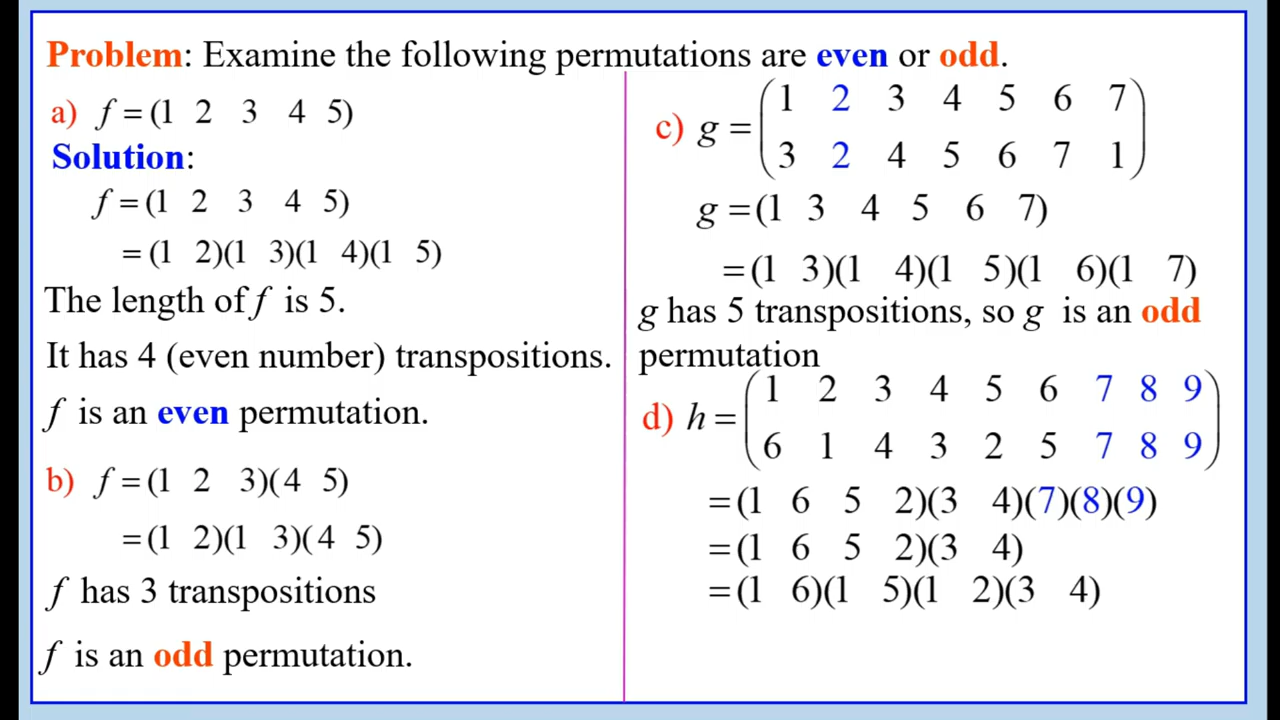 Problem: Examine the following permutations are even or odd.
a) f = (1 2 3 4 5)
Solution:
f = (1 2 3 4 5)
= (1 2)(1 3)(1 4)(1 5)
The length of f is 5.
It has 4 (even number) transpositions.
f is an even permutation.
b) f = (1 2 3)(4 5)
= (1 2)(1 3)(4 5)
f has 3 transpositions
f is an odd permutation.
c) g = (1 2 3 4 5 6 7
3 2 4 5 6 7 1)
g = (1 3 4 5 6 7)
= (1 3)(1 4)(1 5)(1 6)(1 7)
g has 5 transpositions, so g is an odd
permutation
d) h = (1 2 3 4 5 6 7 8 9
6 1 4 3 2 5 7 8 9)
= (1 6 5 2)(3 4)(7)(8)(9)
= (1 6 5 2)(3 4)
= (1 6)(1 5)(1 2)(3 4)